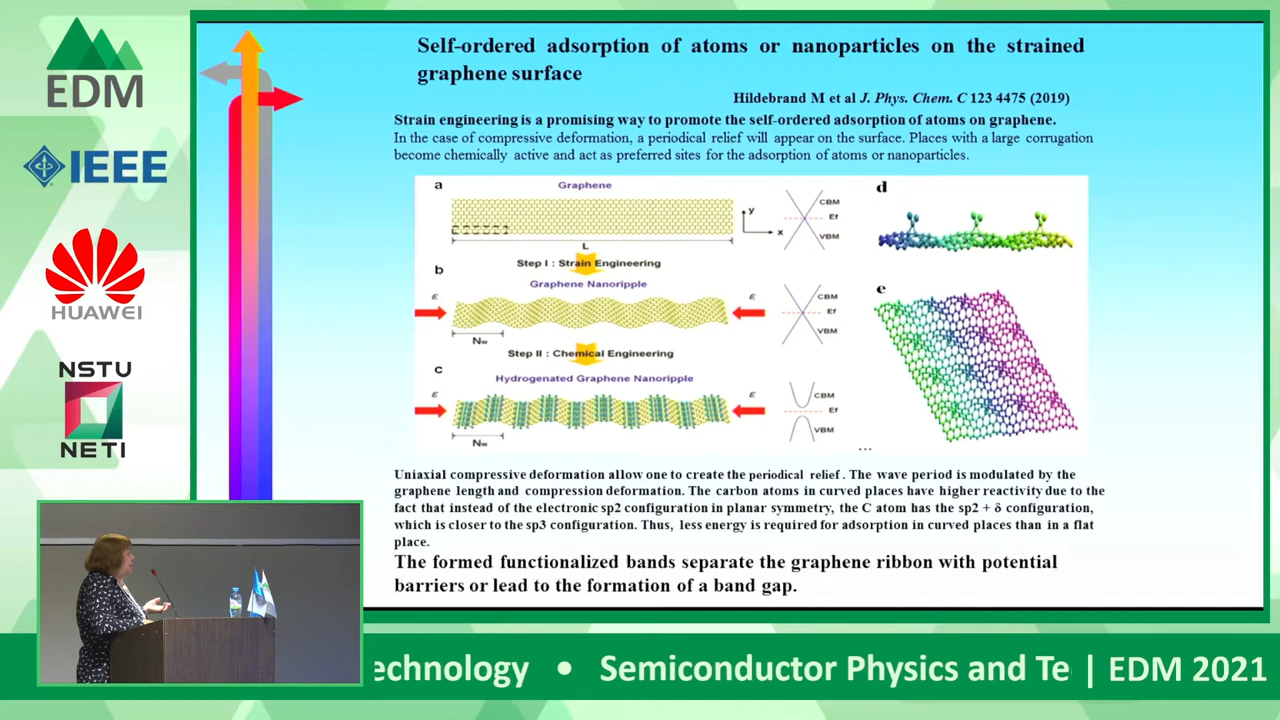 EDM
IEEE
HUAWEI
NSTU
NETI
Self-ordered adsorption of atoms or nanoparticles on the strained
graphene surface
Hildebrand M et al J. Phys. Chem. C 123 4475 (2019)
Strain engineering is a promising way to promote the self-ordered adsorption of atoms on graphene.
In the case of compressive deformation, a periodical relief will appear on the surface. Places with a large corrugation
become chemically active and act as preferred sites for the adsorption of atoms or nanoparticles.
a
Graphene
L
y
x
CBM
Ef
VBM
Step I : Strain Engineering
b
Graphene Nanoripple
ε
ε
Nw
CBM
Ef
VBM
Step II : Chemical Engineering
c
Hydrogenated Graphene Nanoripple
ε
ε
Nw
CBM
Ef
VBM
d
e
...
Uniaxial compressive deformation allow one to create the periodical relief . The wave period is modulated by the
graphene length and compression deformation. The carbon atoms in curved places have higher reactivity due to the
fact that instead of the electronic sp2 configuration in planar symmetry, the C atom has the sp2 + δ configuration,
which is closer to the sp3 configuration. Thus, less energy is required for adsorption in curved places than in a flat
place.
The formed functionalized bands separate the graphene ribbon with potential
barriers or lead to the formation of a band gap.
echnology • Semiconductor Physics and Te | EDM 2021